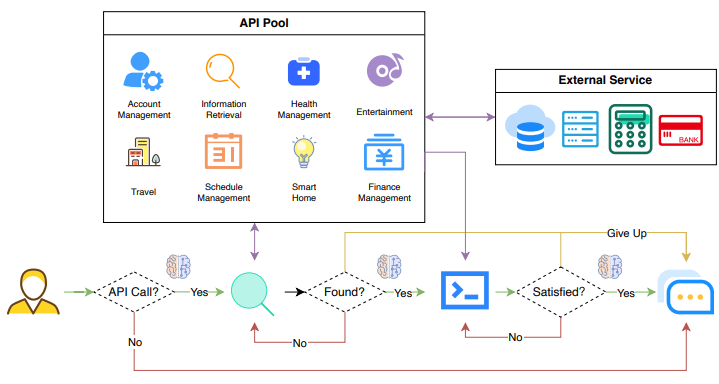 API Pool
Account
Management
Information
Retrieval
Health
Management
Entertainment
Travel
Schedule
Management
Smart
Home
Finance
Management
External Service
BANK
31
¥
Give Up
API Call?
Yes
Found?
Yes
Satisfied?
Yes
No
No
No